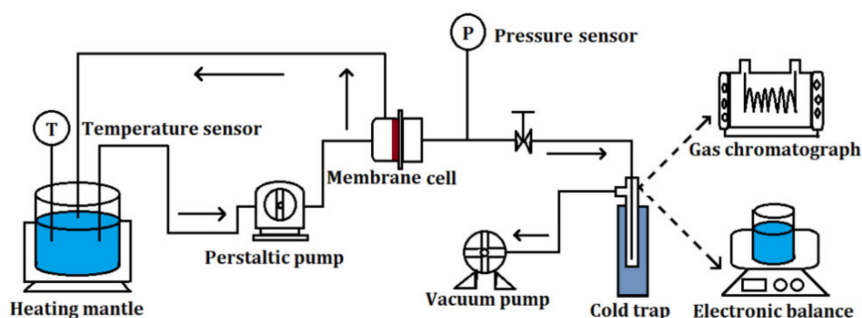 P
Pressure sensor
T
Temperature sensor
Gas chromatograph
Membrane cell
Perstaltic pump
Heating mantle
Vacuum pump
Cold trap
Electronic balance